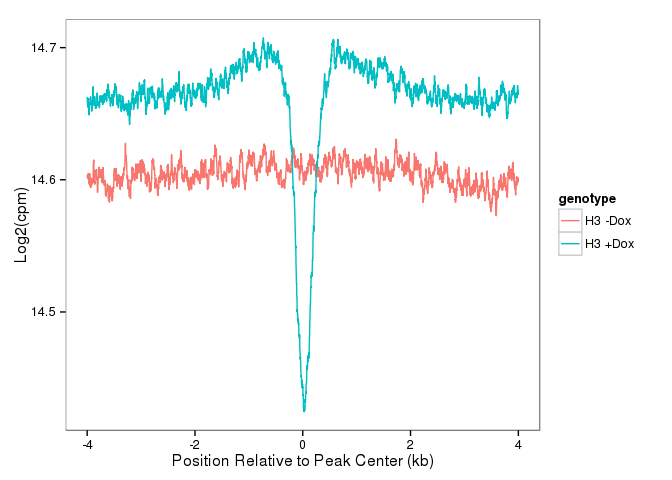 14.7
14.6
14.5
Log2(cpm)
-4
-2
0
2
4
Position Relative to Peak Center (kb)
genotype
H3 -Dox
H3 +Dox